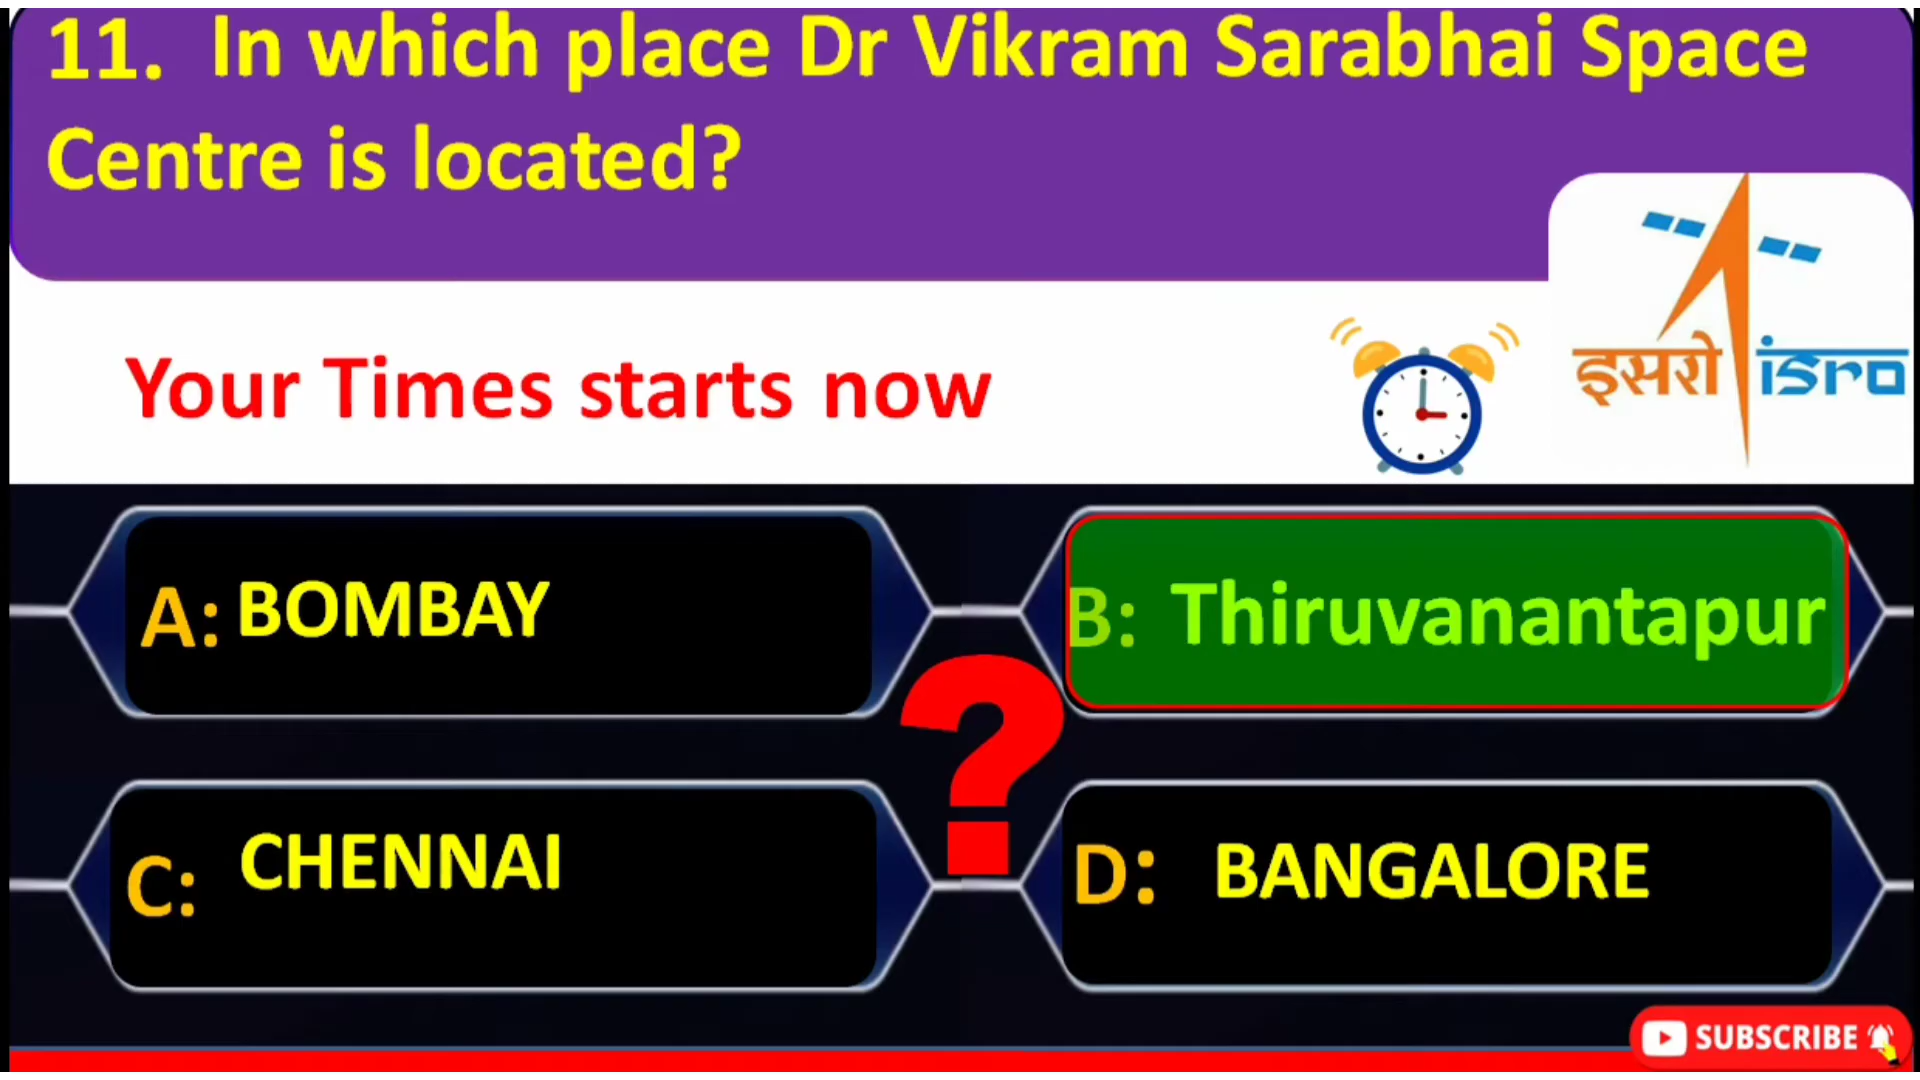 11. In which place Dr Vikram Sarabhai Space
Centre is located?
इसरो isro
Your Times starts now
A: BOMBAY
B: Thiruvanantapur
C: CHENNAI
D: BANGALORE
?
SUBSCRIBE